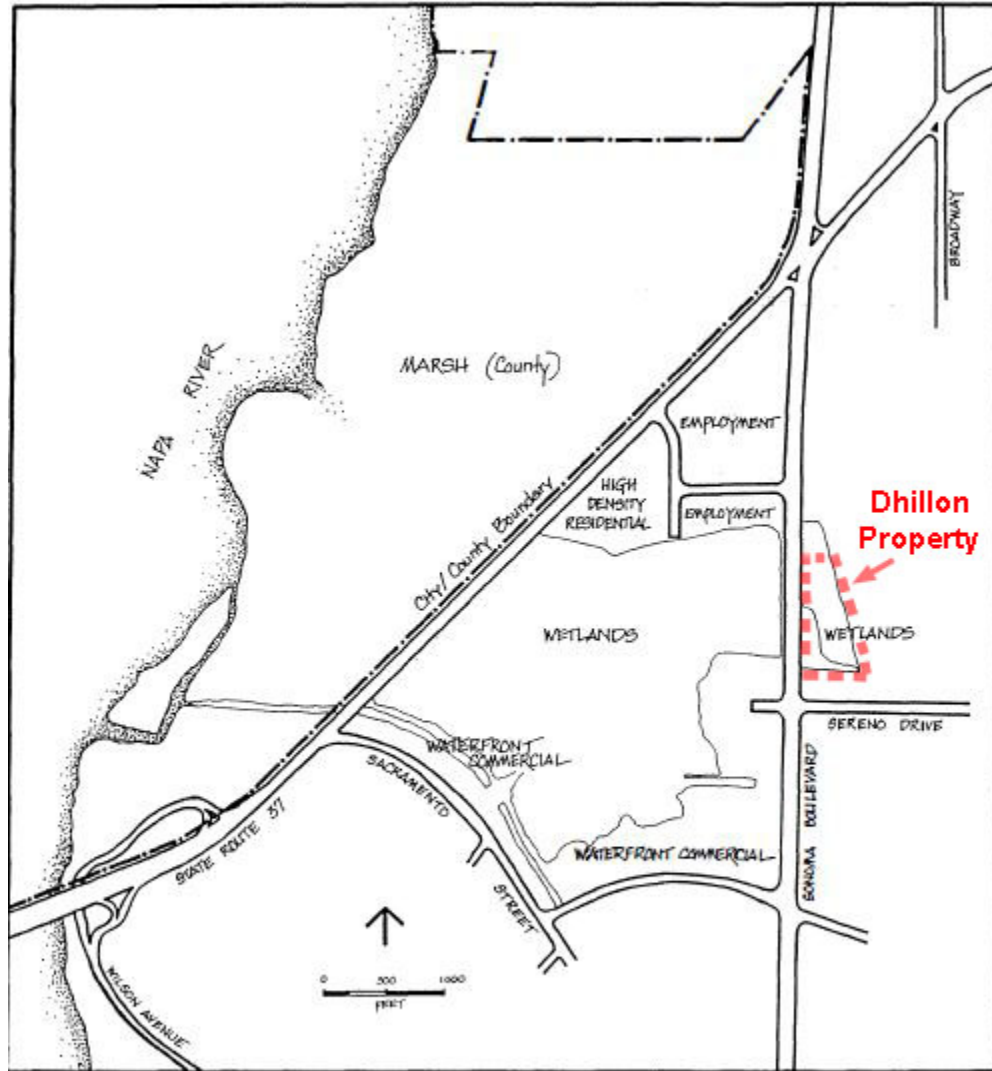 BROADWAY
NAPA RIVER
MARSH (County)
EMPLOYMENT
HIGH
DENSITY
RESIDENTIAL
EMPLOYMENT
Dhillon
Property
City/County Boundary
WETLANDS
WETLANDS
SERENO DRIVE
WATERFRONT
COMMERCIAL
SACRAMENTO
STREET
SONOMA BOULEVARD
STATE ROUTE 37
WATERFRONT COMMERCIAL
WILSON AVENUE
0 500 1000
FEET